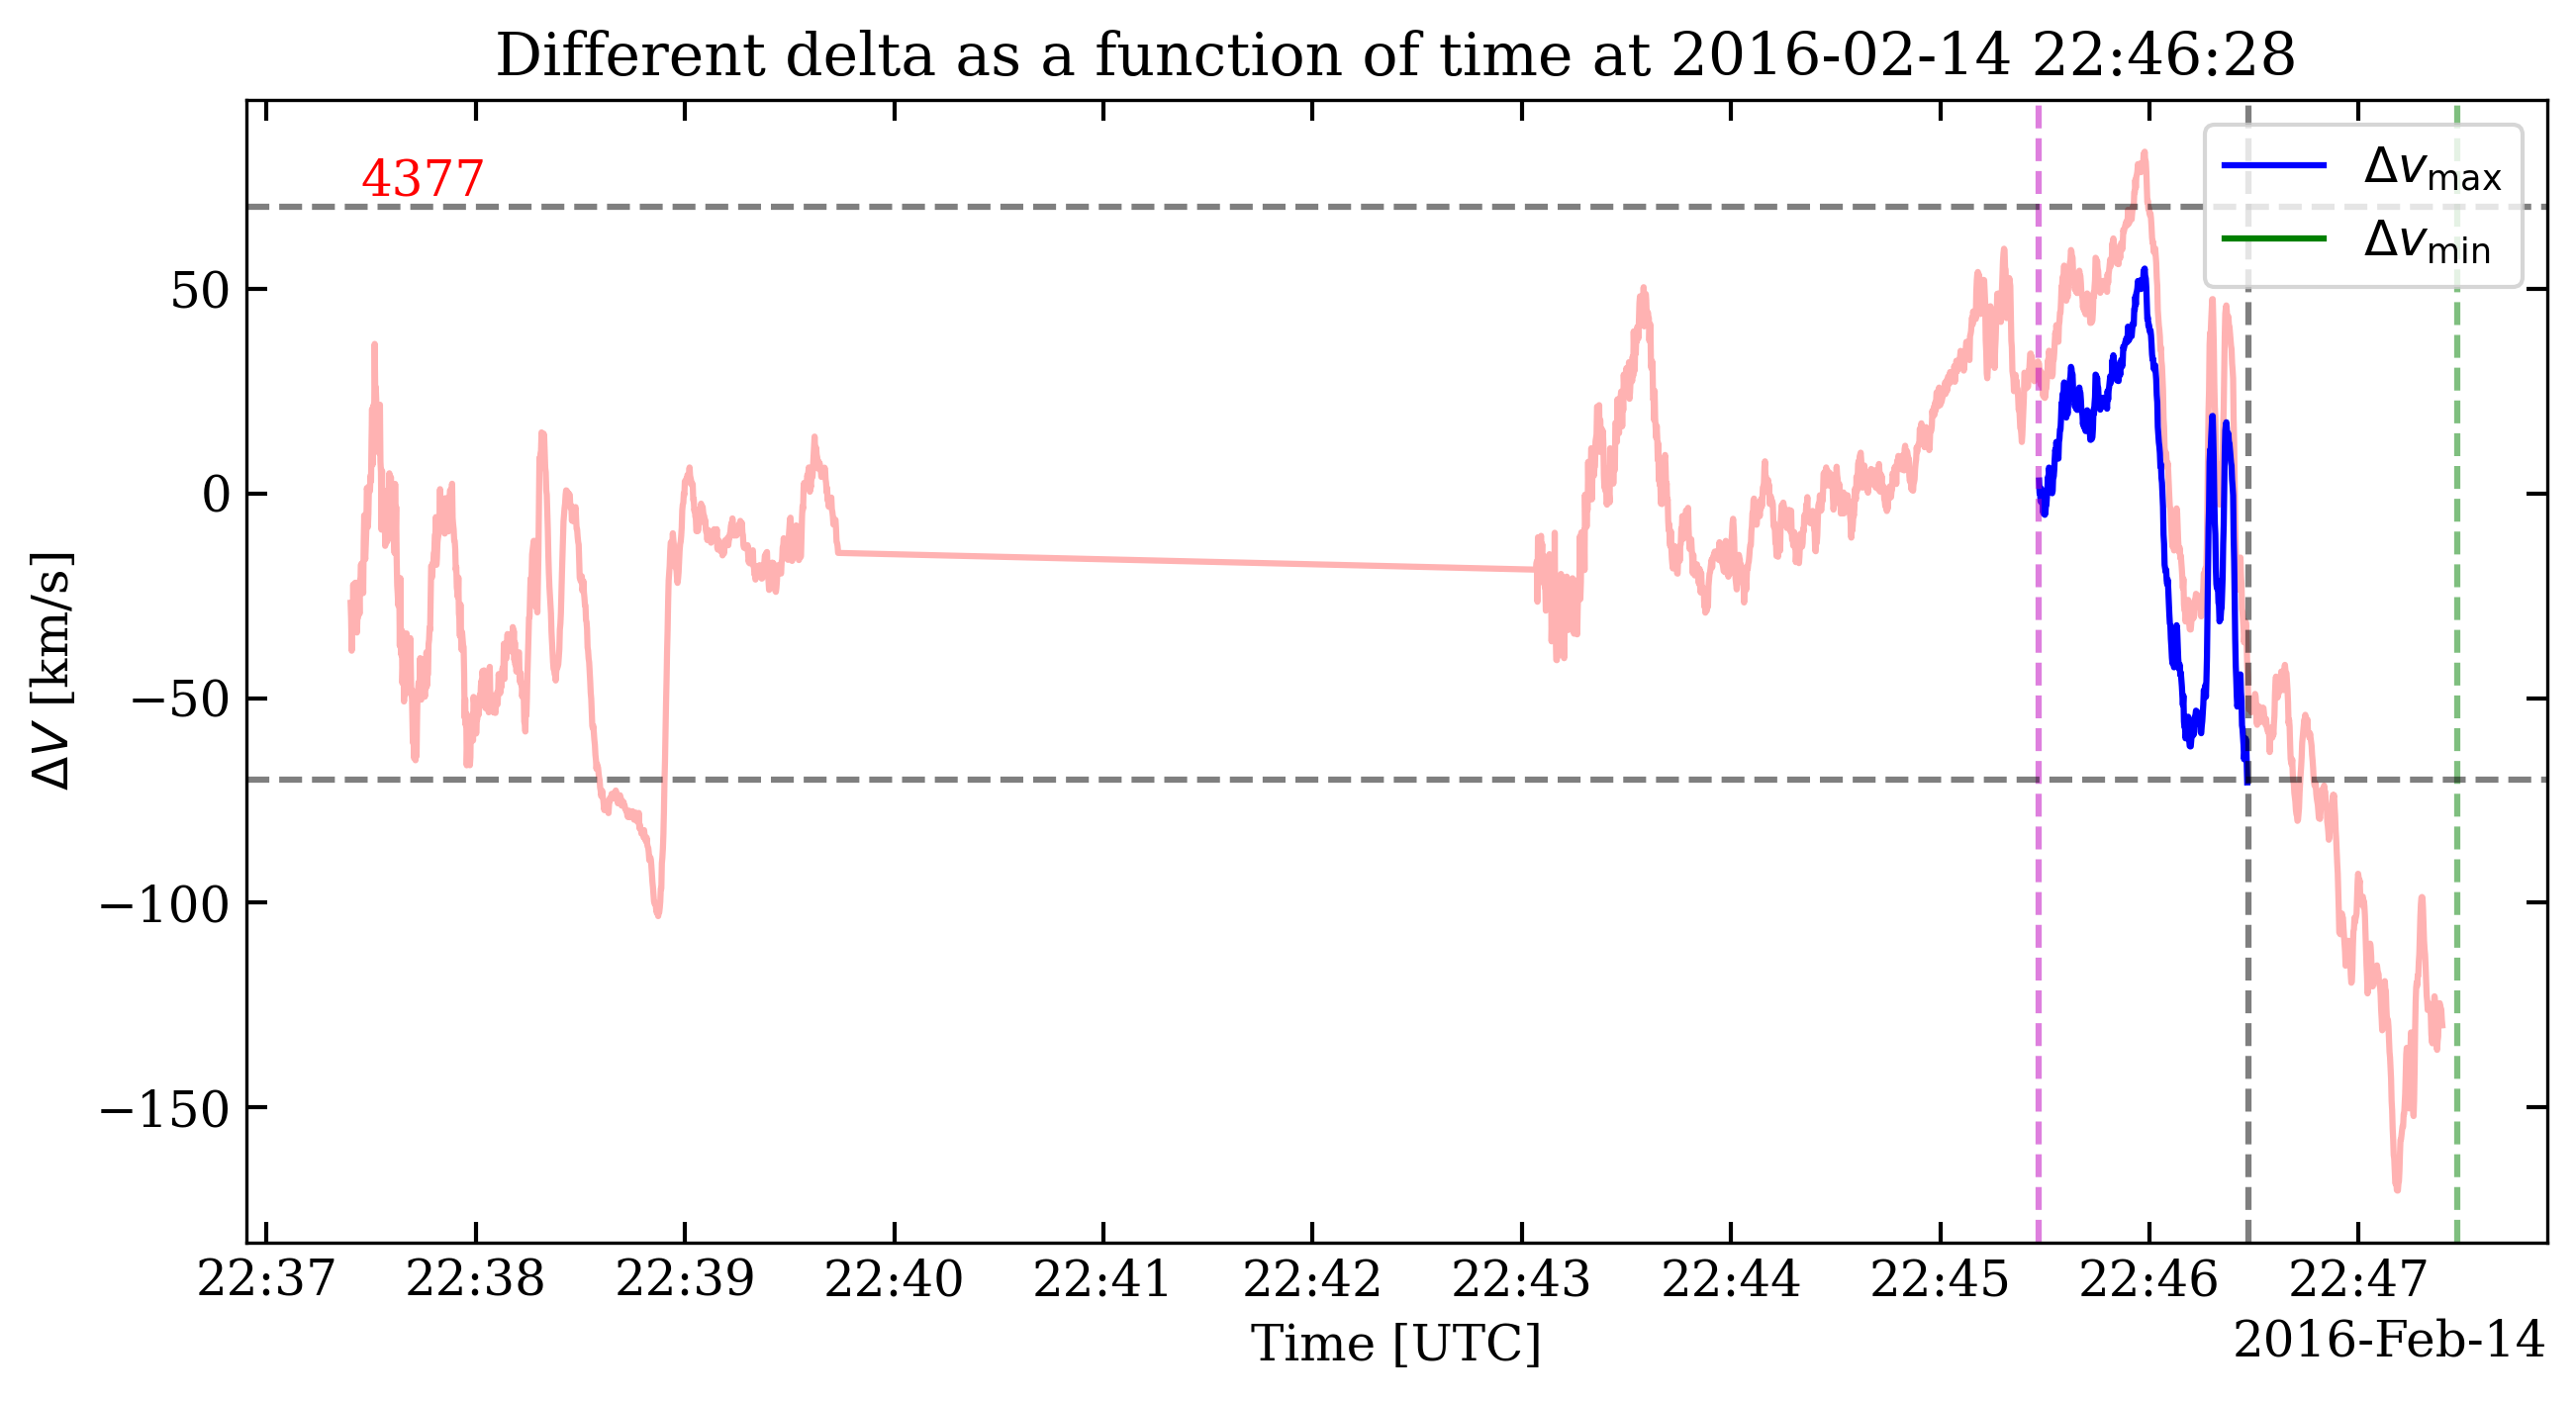 Different delta as a function of time at 2016-02-14 22:46:28
4377
Δv_max
Δv_min
ΔV [km/s]
50
0
−50
−100
−150
22:37 22:38 22:39 22:40 22:41 22:42 22:43 22:44 22:45 22:46 22:47
Time [UTC]
2016-Feb-14